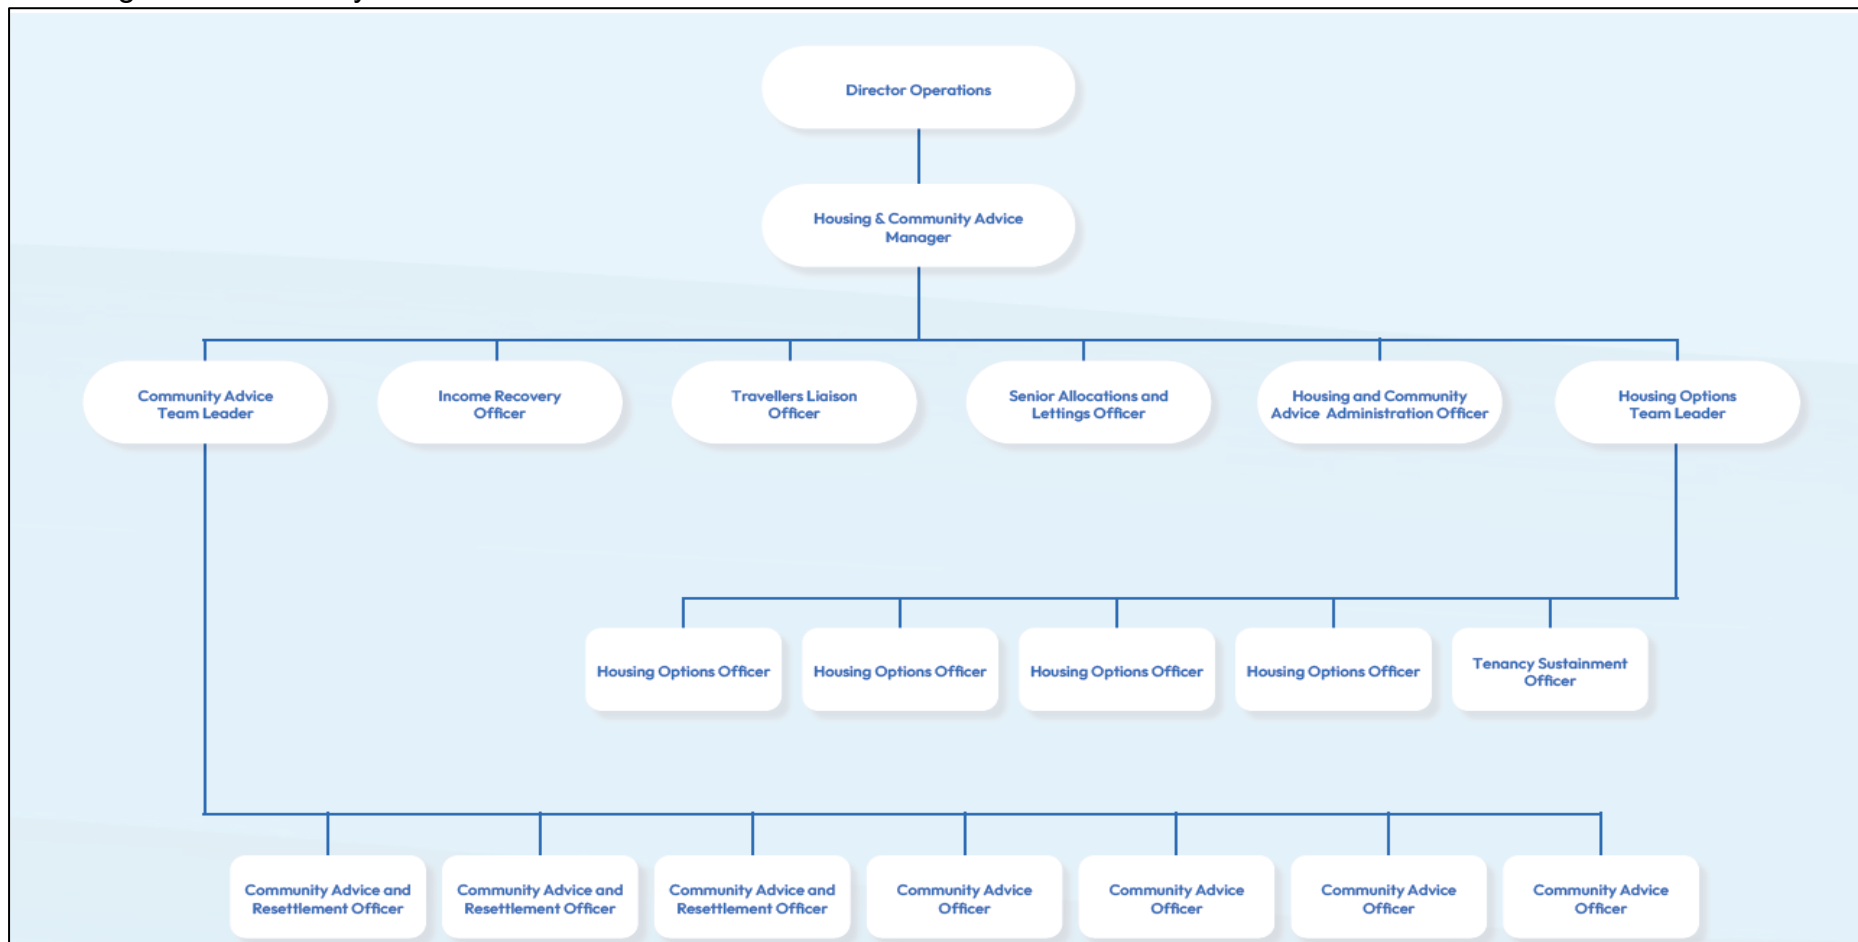 Director Operations
Housing & Community Advice
Manager
Community Advice
Team Leader
Income Recovery
Officer
Travellers Liaison
Officer
Senior Allocations and
Lettings Officer
Housing and Community
Advice Administration Officer
Housing Options
Team Leader
Housing Options Officer
Housing Options Officer
Housing Options Officer
Housing Options Officer
Tenancy Sustainment
Officer
Community Advice and
Resettlement Officer
Community Advice and
Resettlement Officer
Community Advice and
Resettlement Officer
Community Advice
Officer
Community Advice
Officer
Community Advice
Officer
Community Advice
Officer